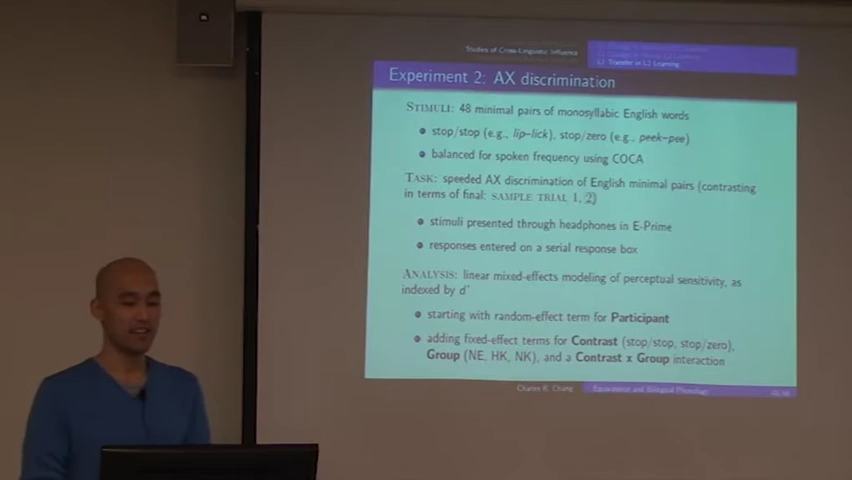 Studies of Cross-Linguistic Influence
L1 Transfer in L2 Learning
Experiment 2: AX discrimination
STIMULI: 48 minimal pairs of monosyllabic English words
stop/stop (e.g., lip–lick), stop/zero (e.g., peek–pee)
balanced for spoken frequency using COCA
TASK: speeded AX discrimination of English minimal pairs (contrasting
in terms of final: SAMPLE TRIAL 1, 2)
stimuli presented through headphones in E-Prime
responses entered on a serial response box
ANALYSIS: linear mixed-effects modeling of perceptual sensitivity, as
indexed by d'
starting with random-effect term for Participant
adding fixed-effect terms for Contrast (stop/stop, stop/zero),
Group (NE, HK, NK), and a Contrast x Group interaction
Charles B. Chang
Equivalence and Bilingual Phonology